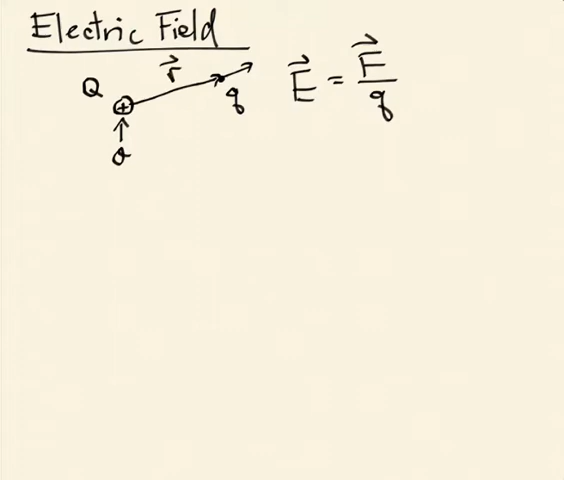 Electric Field
Q ⊕ → r⃗ q
E⃗ = F⃗/q
↑
0